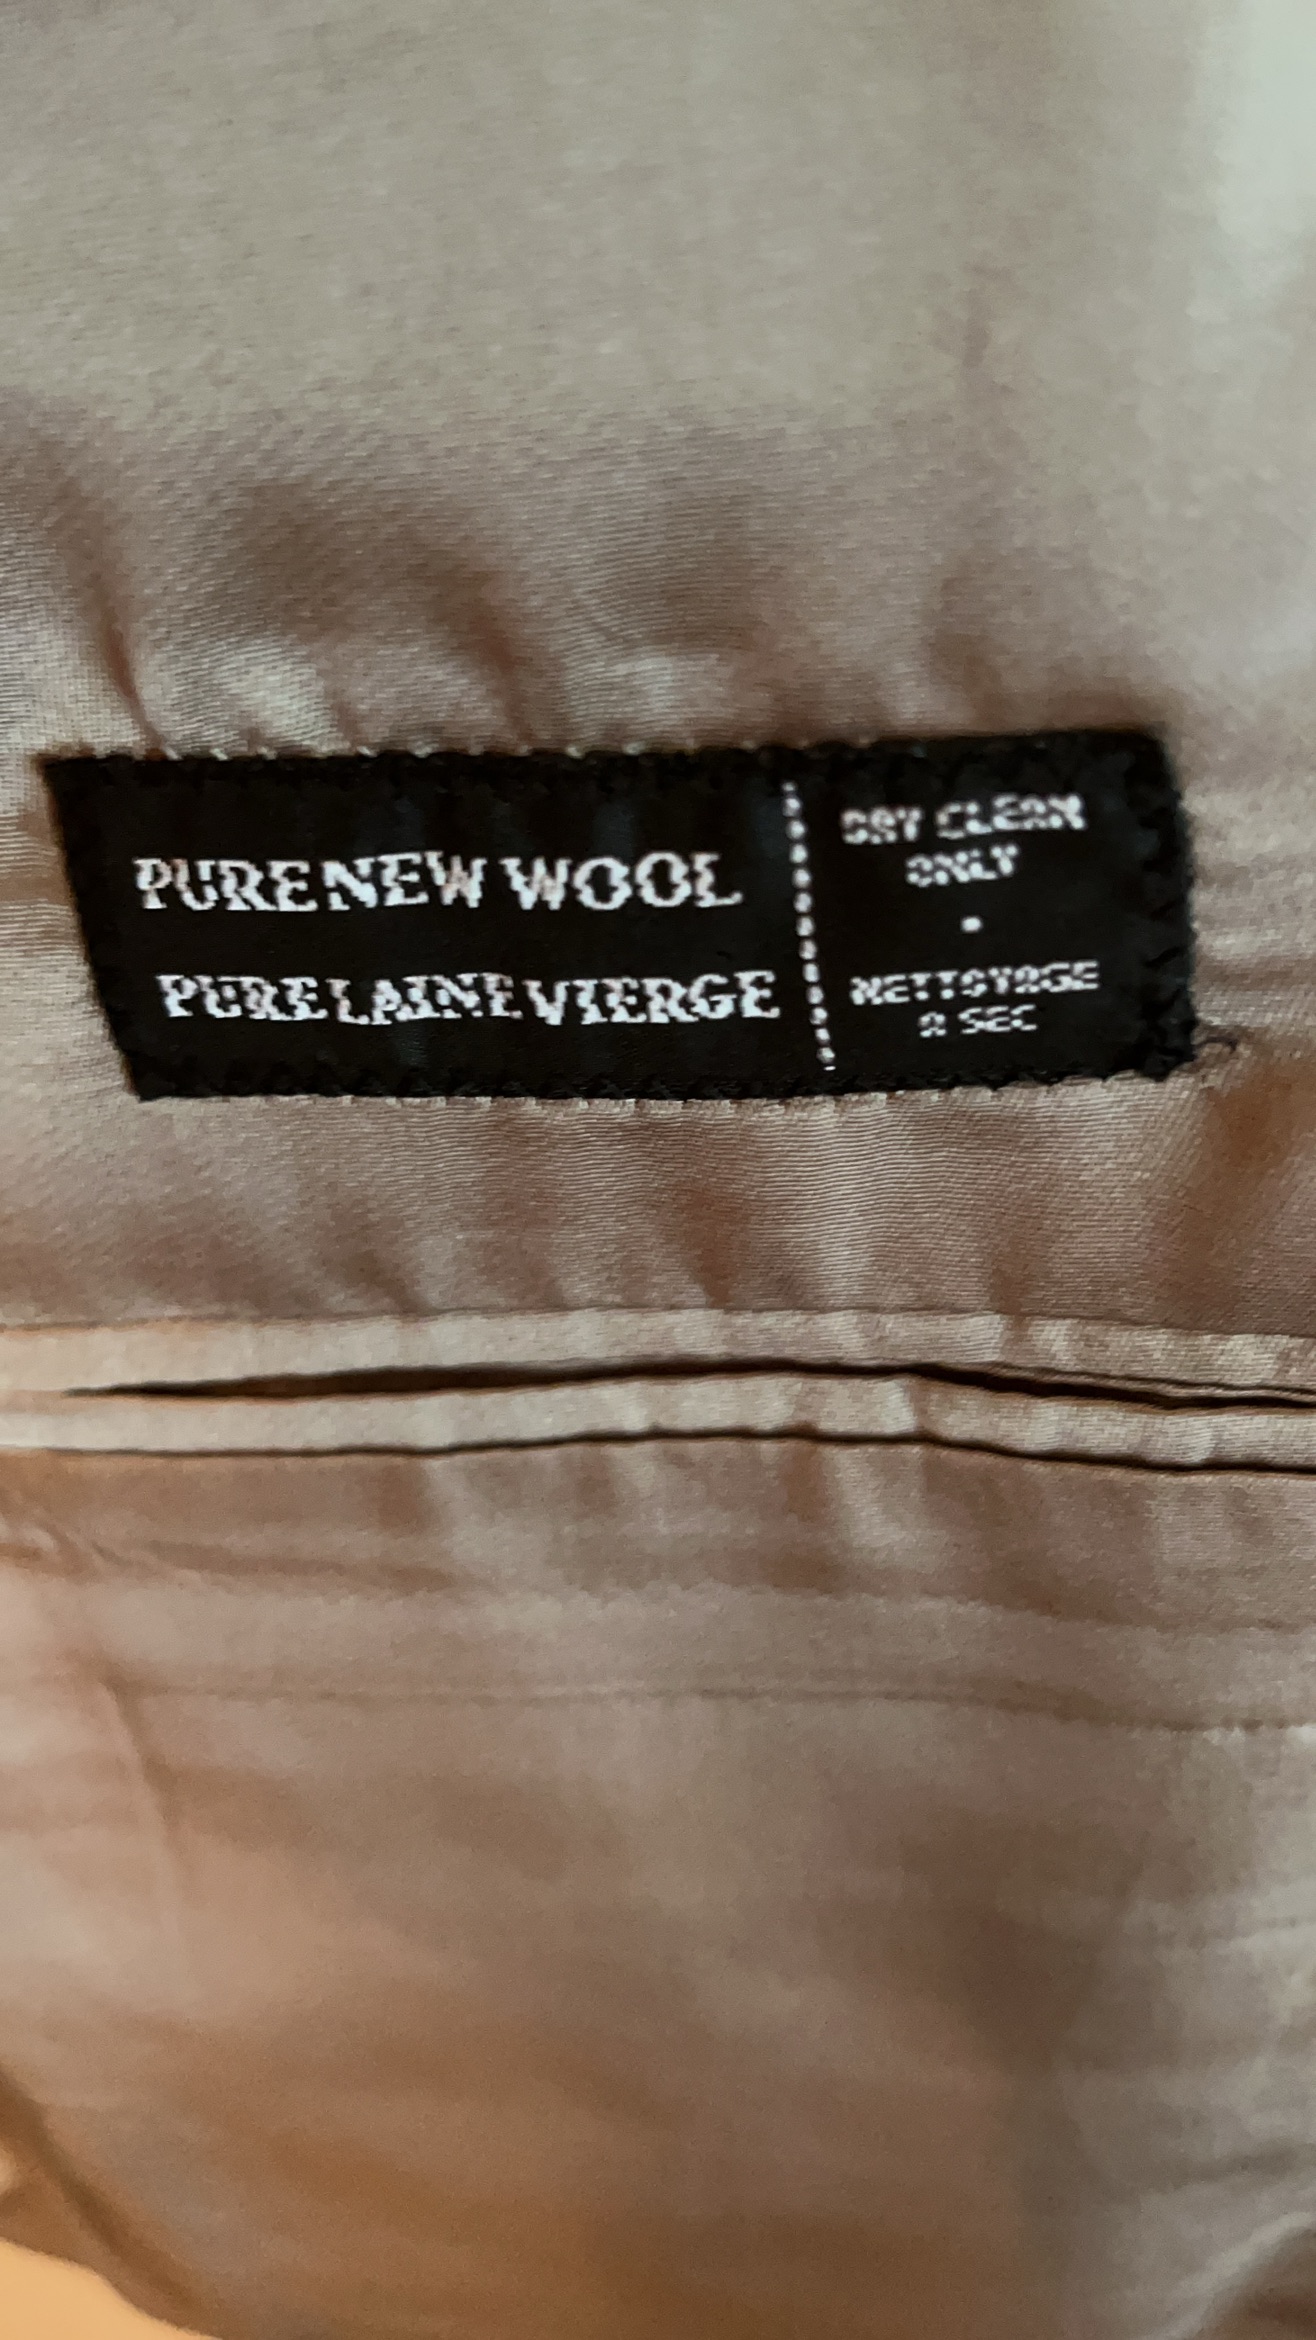 PURE NEW WOOL
PURE LAINE VIERGE
DRY CLEAN
ONLY
•
NETTOYAGE
A SEC